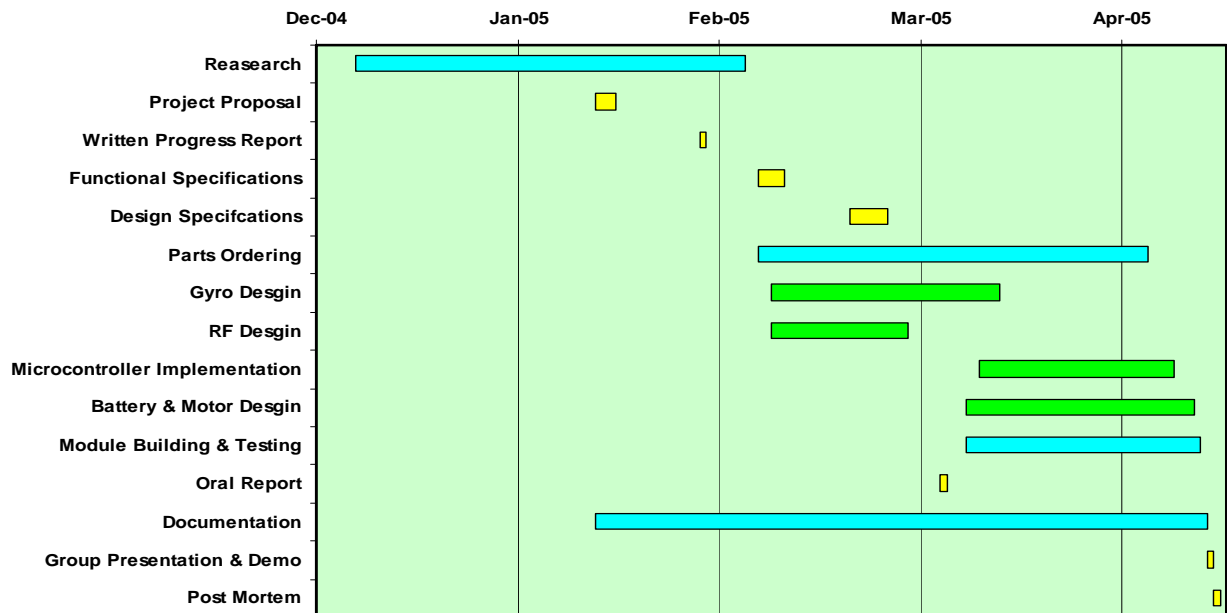 Dec-04 Jan-05 Feb-05 Mar-05 Apr-05
Reasearch
Project Proposal
Written Progress Report
Functional Specifications
Design Specifcations
Parts Ordering
Gyro Desgin
RF Desgin
Microcontroller Implementation
Battery & Motor Desgin
Module Building & Testing
Oral Report
Documentation
Group Presentation & Demo
Post Mortem